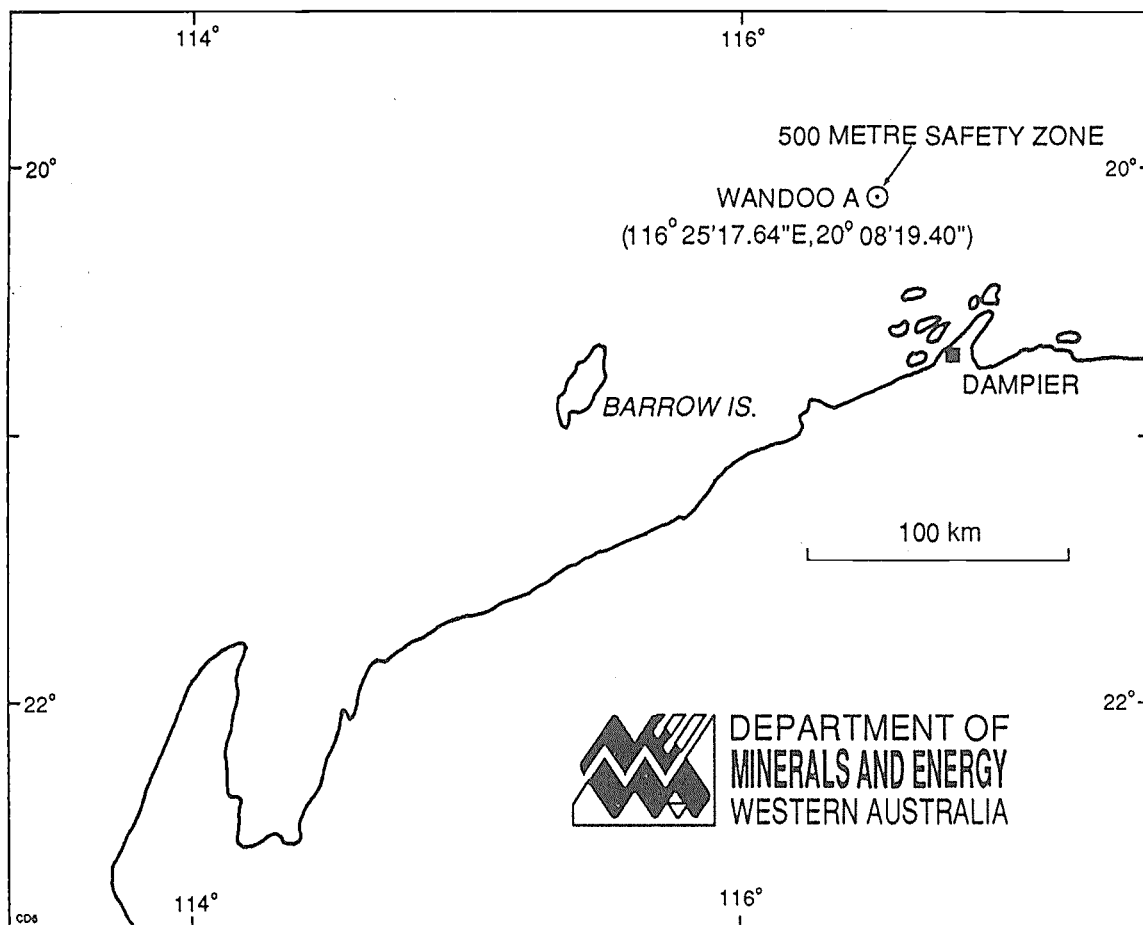 114°
116°
500 METRE SAFETY ZONE
20°
20°
WANDOO A
(116° 25'17.64"E,20° 08'19.40")
DAMPIER
BARROW IS.
100 km
22°
22°
DEPARTMENT OF
MINERALS AND ENERGY
WESTERN AUSTRALIA
114°
116°
CD6